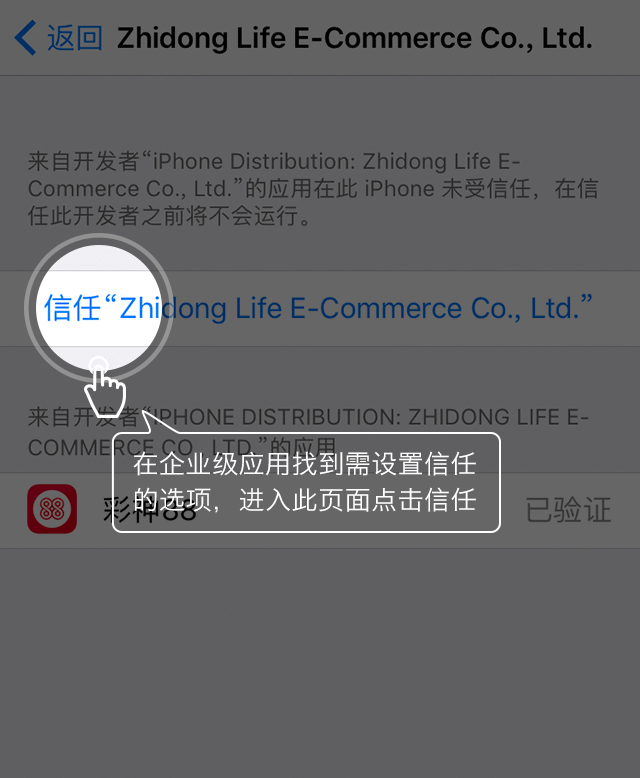 返回 Zhidong Life E-Commerce Co., Ltd.
来自开发者“iPhone Distribution: Zhidong Life E-
Commerce Co., Ltd.”的应用在此 iPhone 未受信任，在信
任此开发者之前将不会运行。
信任“Zhidong Life E-Commerce Co., Ltd.”
来自开发者“IPHONE DISTRIBUTION: ZHIDONG LIFE E-
COMMERCE CO., LTD.”的应用
在企业级应用找到需设置信任
的选项，进入此页面点击信任
彩神88
已验证